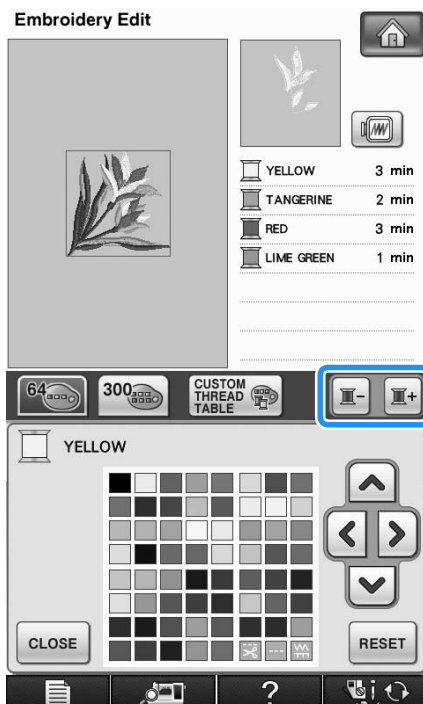 Embroidery Edit
YELLOW 3 min
TANGERINE 2 min
RED 3 min
LIME GREEN 1 min
64
300
CUSTOM
THREAD
TABLE
-
+
YELLOW
CLOSE
RESET
?